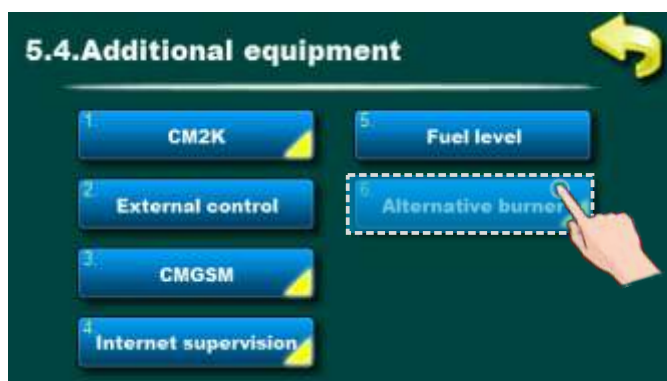 5.4.Additional equipment
1. CM2K
2. External control
3. CMGSM
4. Internet supervision
5. Fuel level
6. Alternative burner